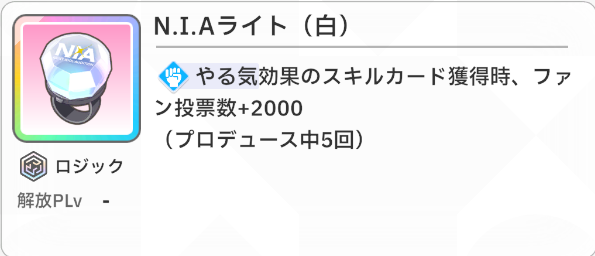 N.I.Aライト（白）
やる気効果のスキルカード獲得時、ファ
ン投票数+2000
（プロデュース中5回）
N.I.A
ロジック
解放PLv -